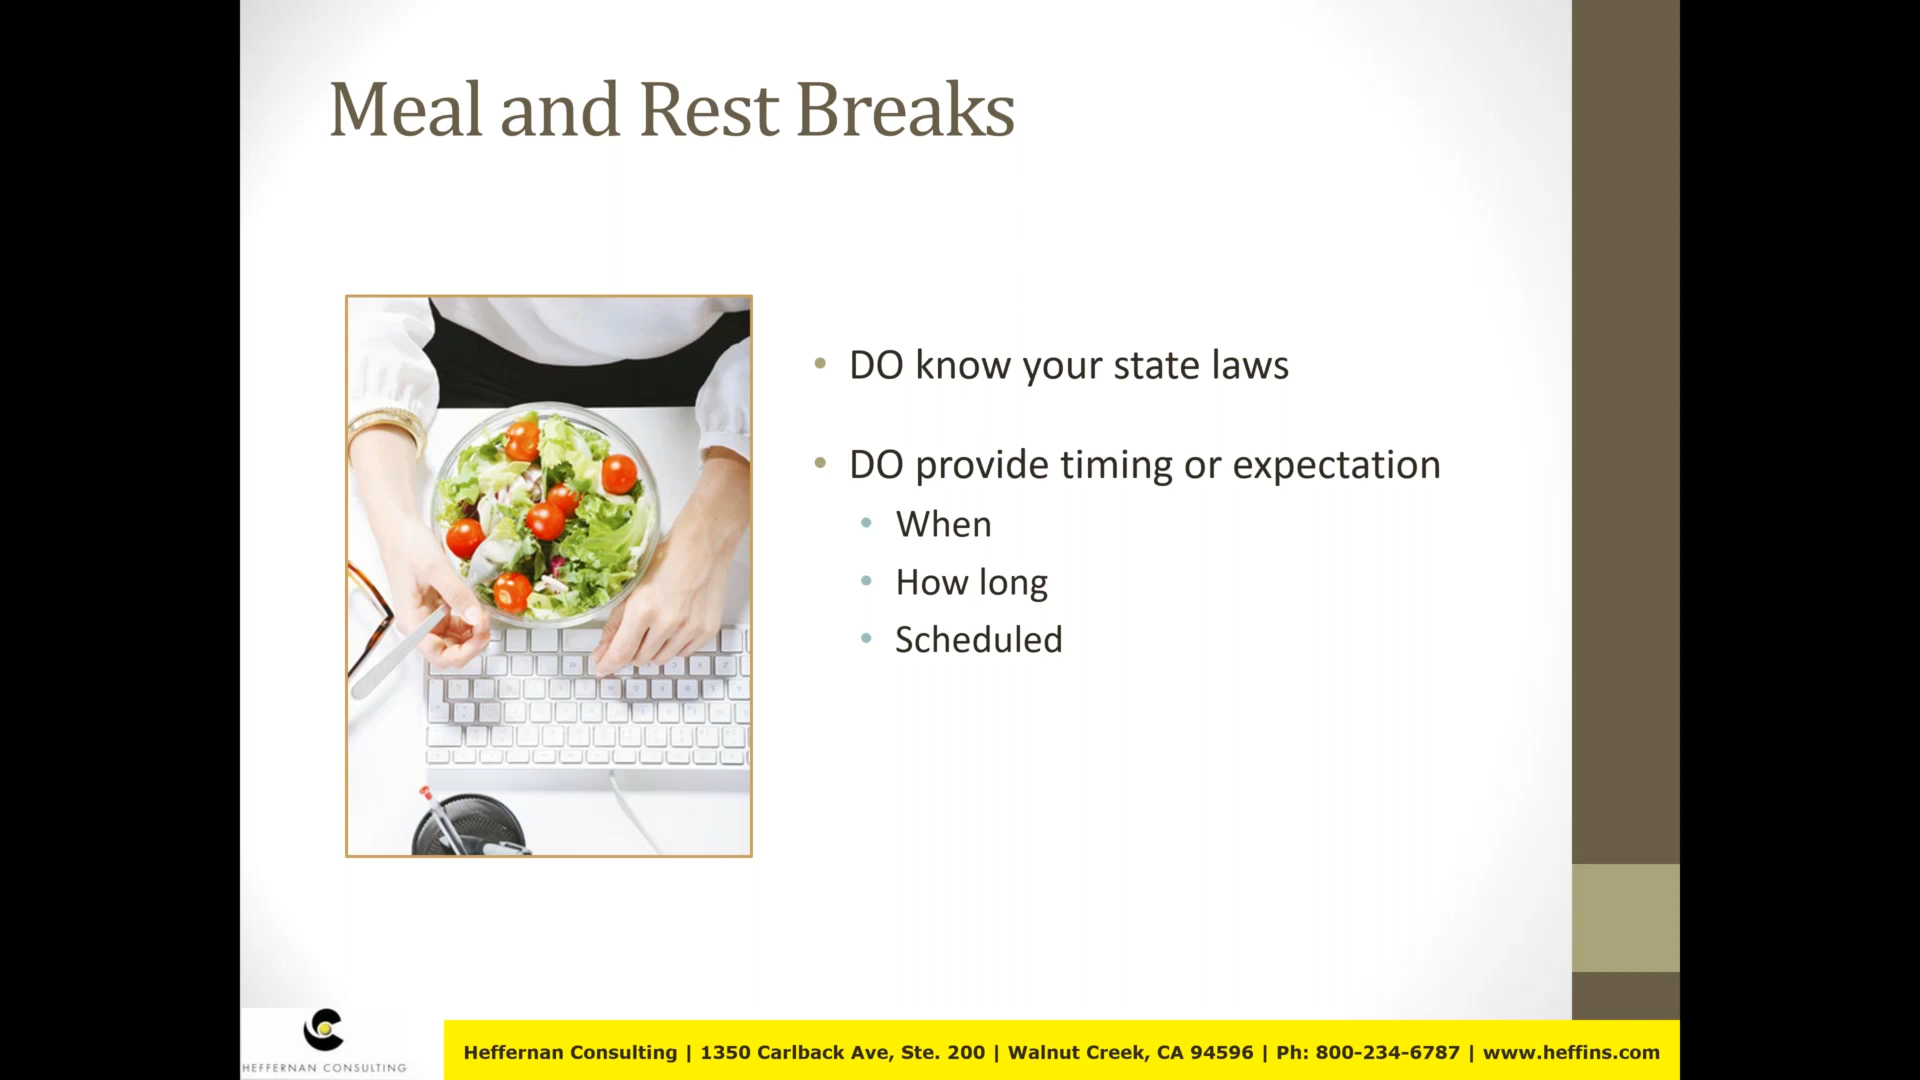 Meal and Rest Breaks
• DO know your state laws
• DO provide timing or expectation
• When
• How long
• Scheduled
HEFFERNAN CONSULTING
Heffernan Consulting | 1350 Carlback Ave, Ste. 200 | Walnut Creek, CA 94596 | Ph: 800-234-6787 | www.heffins.com